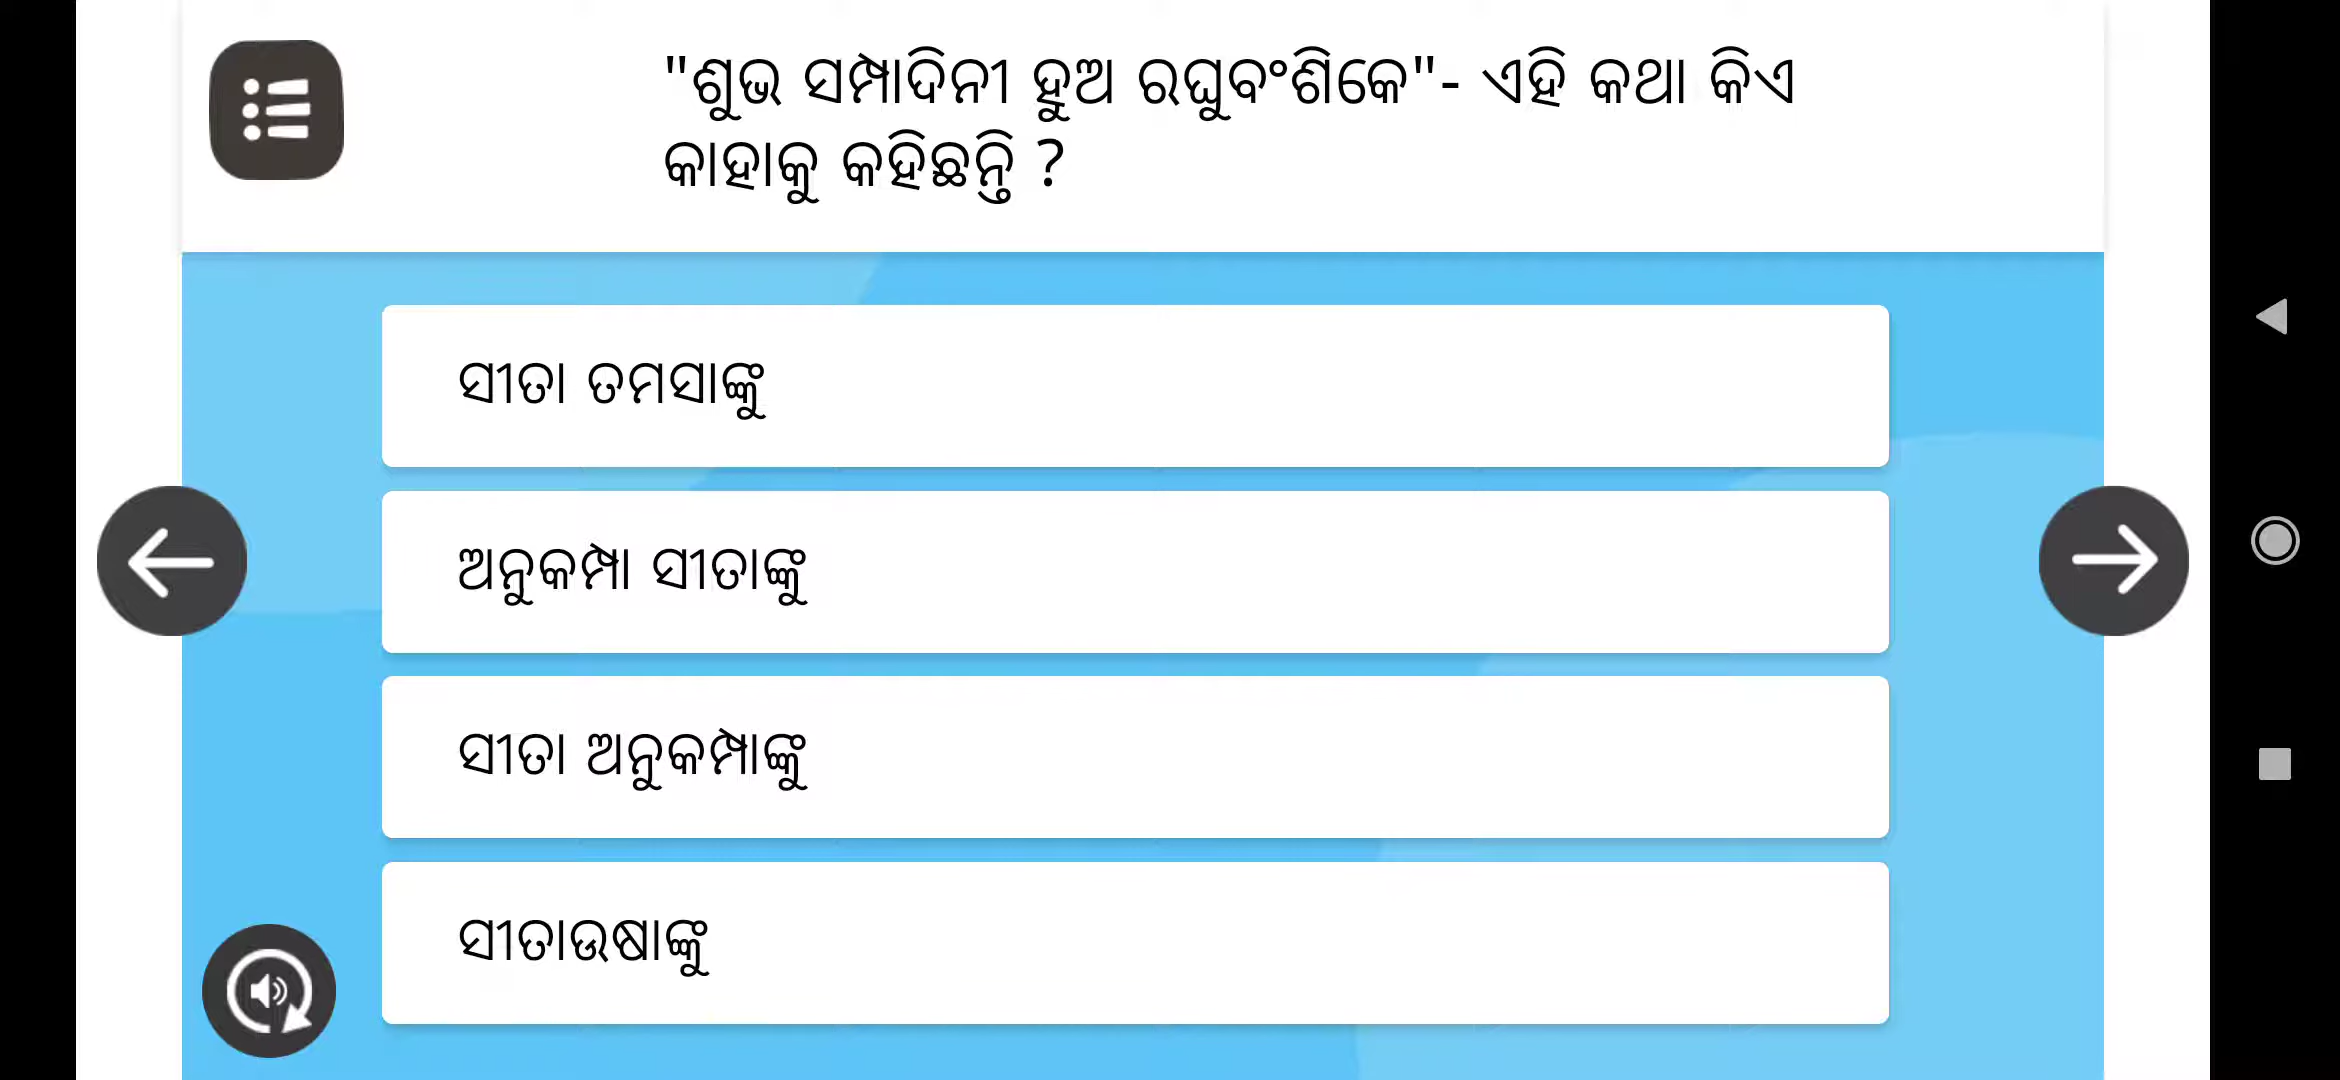 "ଶୁଭ ସମ୍ପାଦିନୀ ହୁଅ ରଘୁବଂଶିକେ"- ଏହି କଥା କିଏ
କାହାକୁ କହିଛନ୍ତି ?
ସୀତା ତମସାଙ୍କୁ
ଅନୁକମ୍ପା ସୀତାଙ୍କୁ
ସୀତା ଅନୁକମ୍ପାଙ୍କୁ
ସୀତାଉଷାଙ୍କୁ